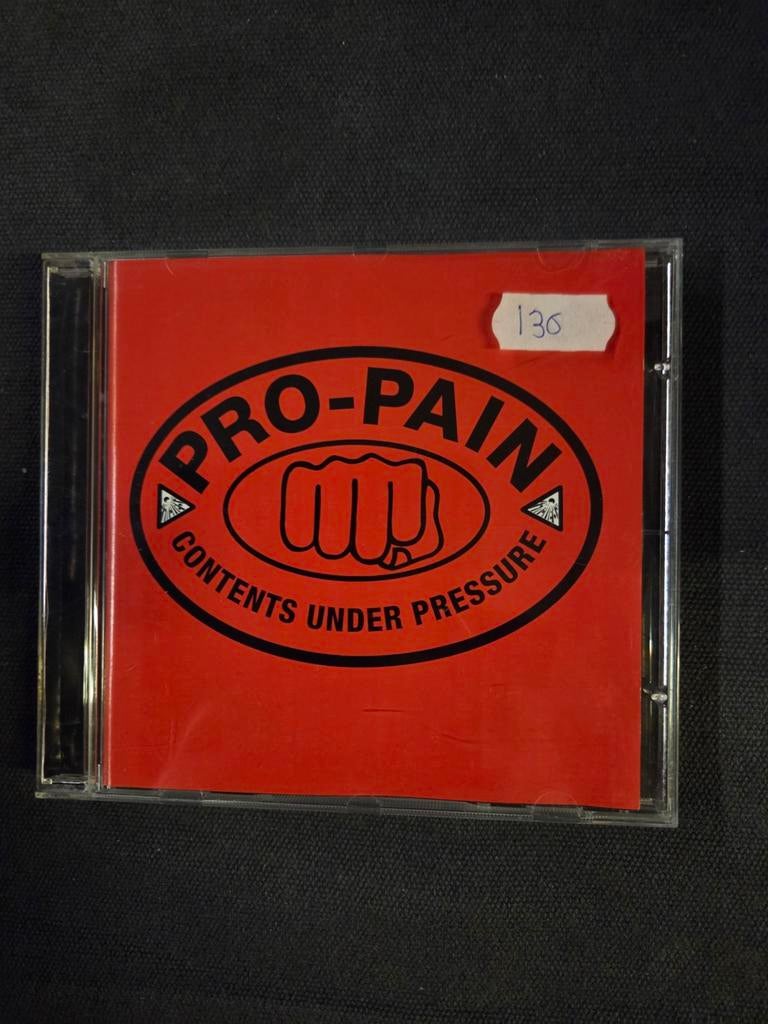 130
PRO-PAIN
CONTENTS UNDER PRESSURE